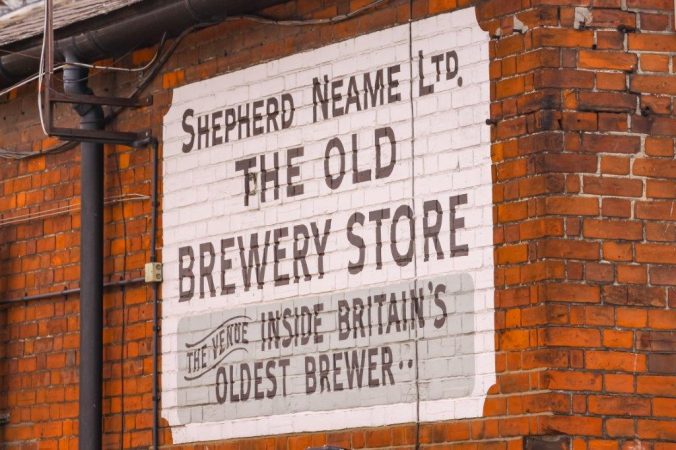 SHEPHERD NEAME LTD.
THE OLD
BREWERY STORE
THE VENUE INSIDE BRITAIN'S
OLDEST BREWER..